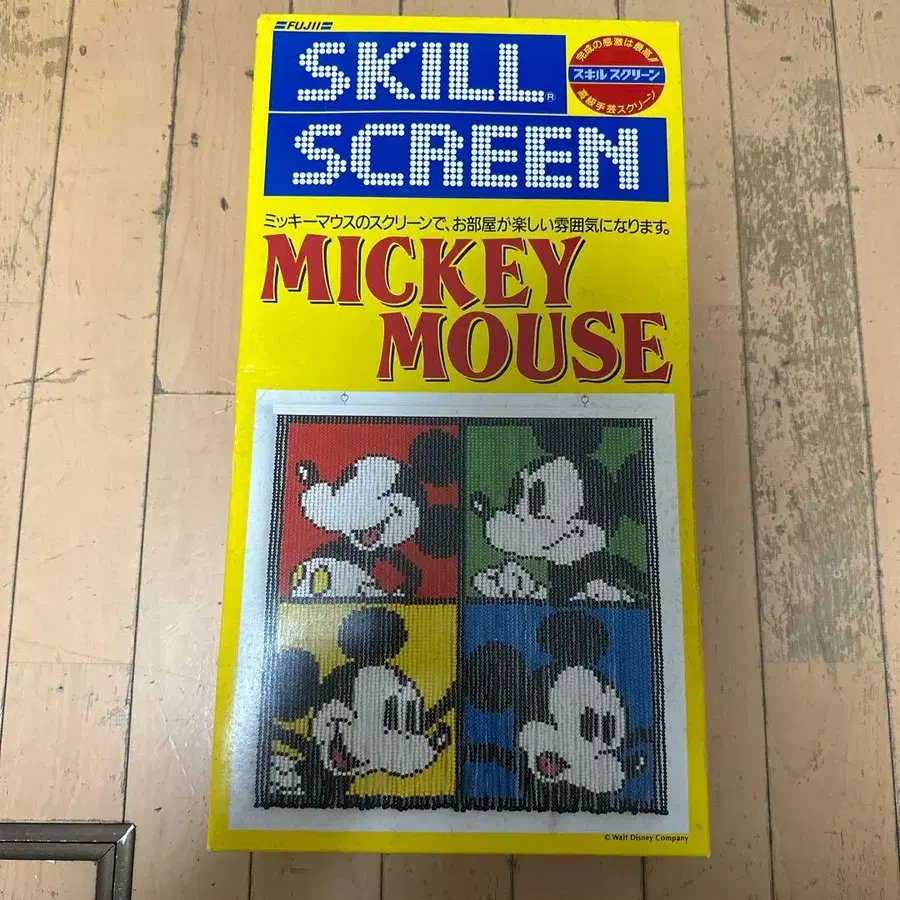 FUJII
SKILL®
SCREEN
完成の感激は最高!!
スキルスクリーン
高級手芸スクリーン
ミッキーマウスのスクリーンで、お部屋が楽しい雰囲気になります。
MICKEY
MOUSE
© Walt Disney Company